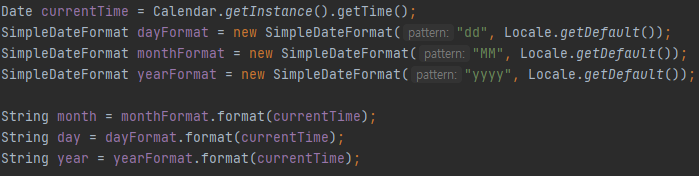 Date currentTime = Calendar.getInstance().getTime();
SimpleDateFormat dayFormat = new SimpleDateFormat( pattern: "dd", Locale.getDefault());
SimpleDateFormat monthFormat = new SimpleDateFormat( pattern: "MM", Locale.getDefault());
SimpleDateFormat yearFormat = new SimpleDateFormat( pattern: "yyyy", Locale.getDefault());
String month = monthFormat.format(currentTime);
String day = dayFormat.format(currentTime);
String year = yearFormat.format(currentTime);